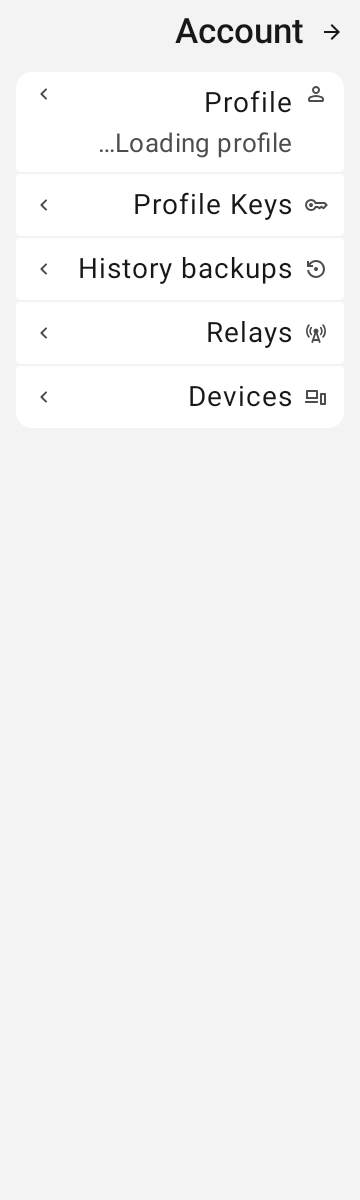 Account
Profile
Loading profile…
Profile Keys
History backups
Relays
Devices